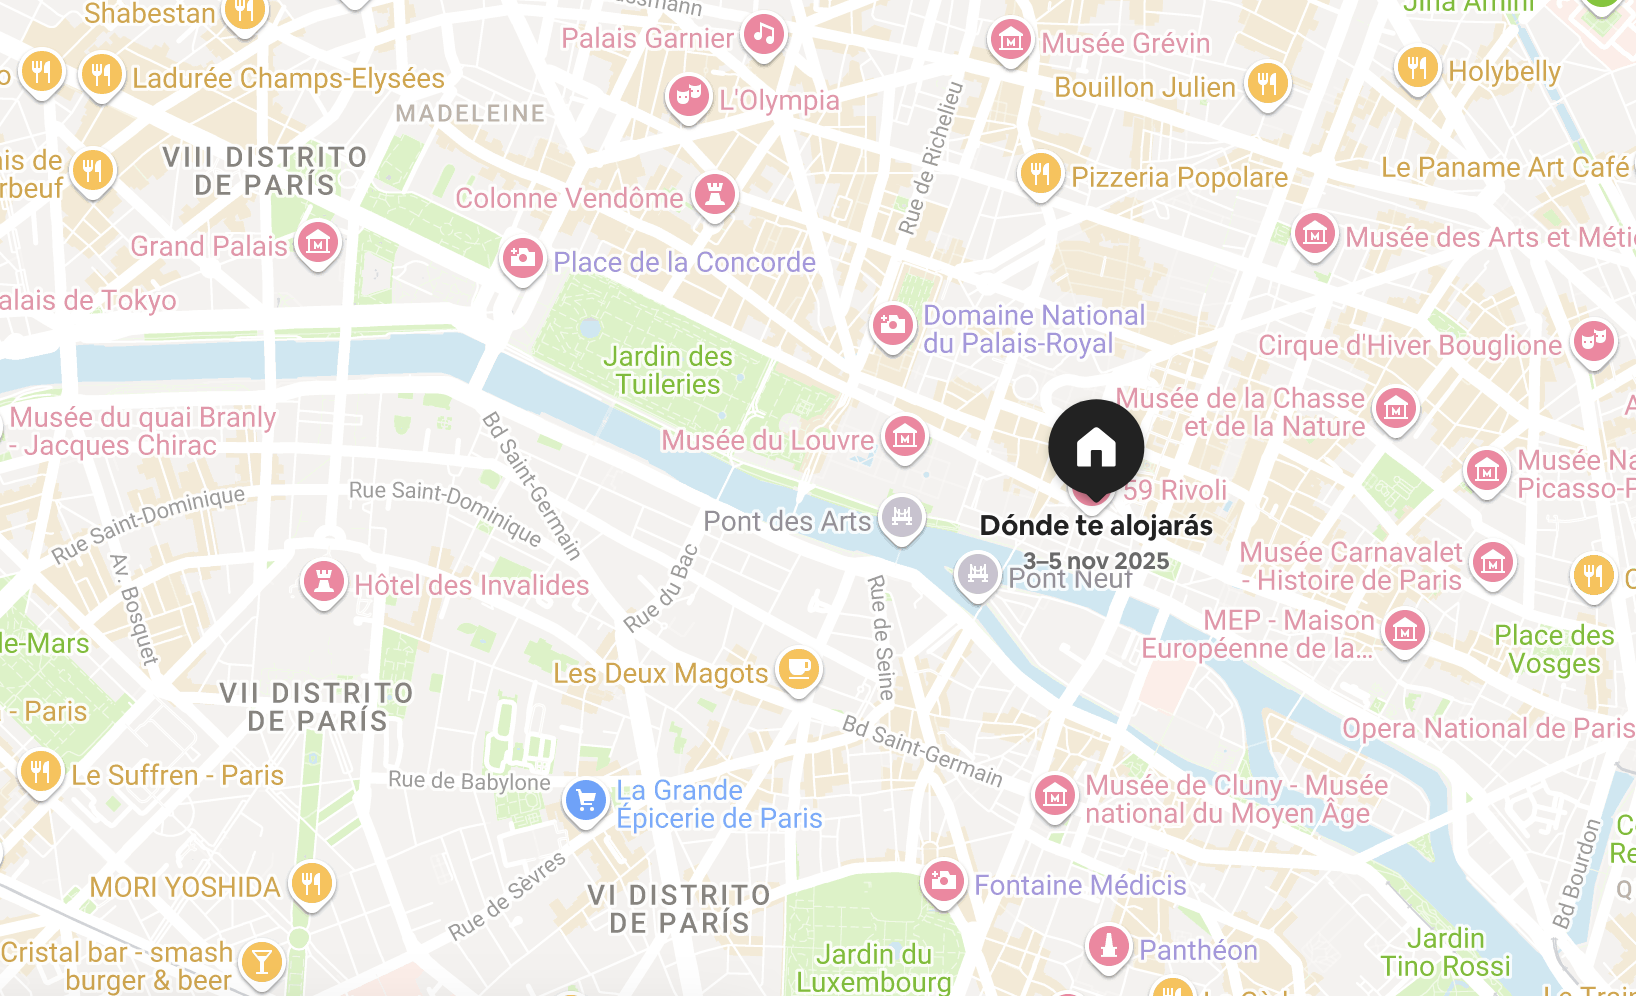 Shabestan
Palais Garnier
Musée Grévin
Ladurée Champs-Elysées
Bouillon Julien
Holybelly
L'Olympia
MADELEINE
Rue de Richelieu
VIII DISTRITO
DE PARÍS
Pizzeria Popolare
Le Paname Art Café
Colonne Vendôme
Grand Palais
Place de la Concorde
Musée des Arts et Méti
alais de Tokyo
Domaine National
du Palais-Royal
Cirque d'Hiver Bouglione
Jardin des
Tuileries
Musée du quai Branly
- Jacques Chirac
Musée de la Chasse
et de la Nature
Musée du Louvre
Bd Saint-Germain
Musée Na
Picasso-P
59 Rivoli
Rue Saint-Dominique
Rue Saint-Dominique
Pont des Arts
Dónde te alojarás
3–5 nov 2025
Pont Neuf
Musée Carnavalet
- Histoire de Paris
Hôtel des Invalides
Av. Bosquet
Rue du Bac
Rue de Seine
MEP - Maison
Européenne de la...
Place des
Vosges
de-Mars
Les Deux Magots
VII DISTRITO
DE PARÍS
- Paris
Bd Saint-Germain
Opera National de Paris
Le Suffren - Paris
Rue de Babylone
La Grande
Épicerie de Paris
Musée de Cluny - Musée
national du Moyen Âge
Bd Bourdon
MORI YOSHIDA
Rue de Sèvres
VI DISTRITO
DE PARÍS
Fontaine Médicis
Panthéon
Cristal bar - smash
burger & beer
Jardin du
Luxembourg
Jardin
Tino Rossi